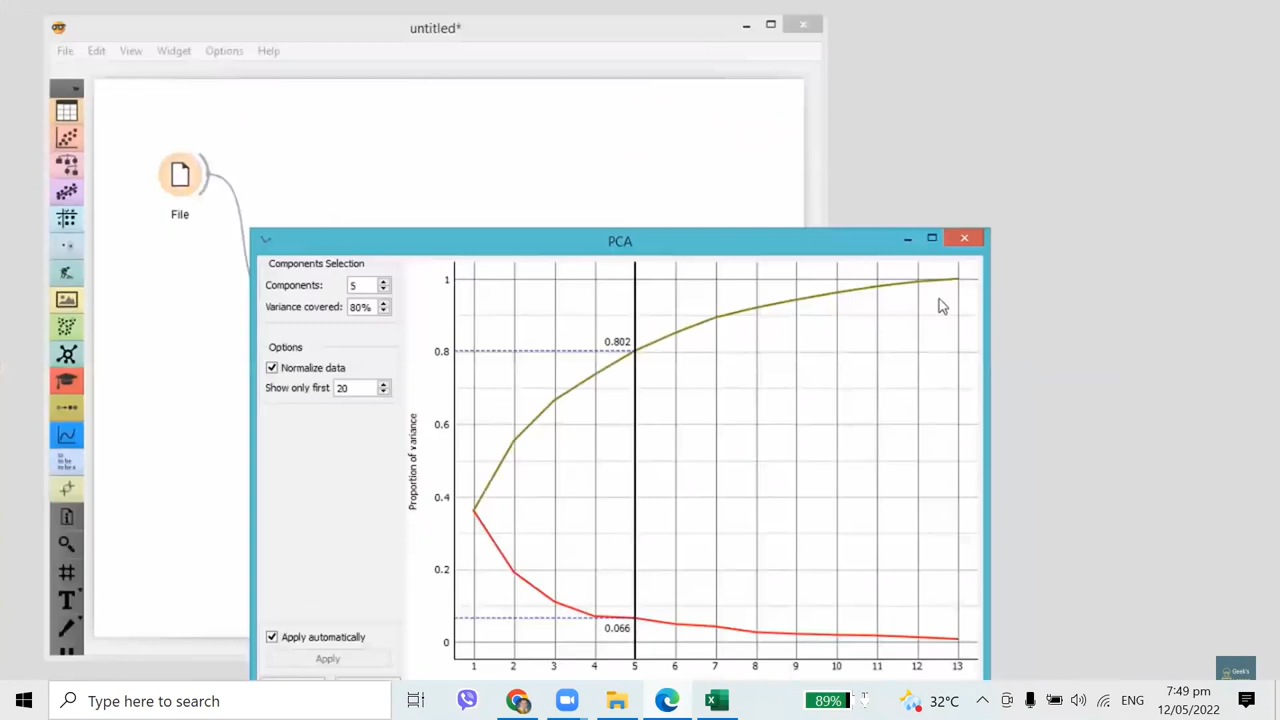 untitled*
File Edit View Widget Options Help
File
PCA
Components Selection
Components: 5
Variance covered: 80%
Options
Normalize data
Show only first 20
Apply automatically
Apply
Proportion of variance
1
0.8
0.6
0.4
0.2
0
0.802
0.066
1 2 3 4 5 6 7 8 9 10 11 12 13
Geek's
Type here to search
89%
32°C
ENG
7:49 pm
12/05/2022